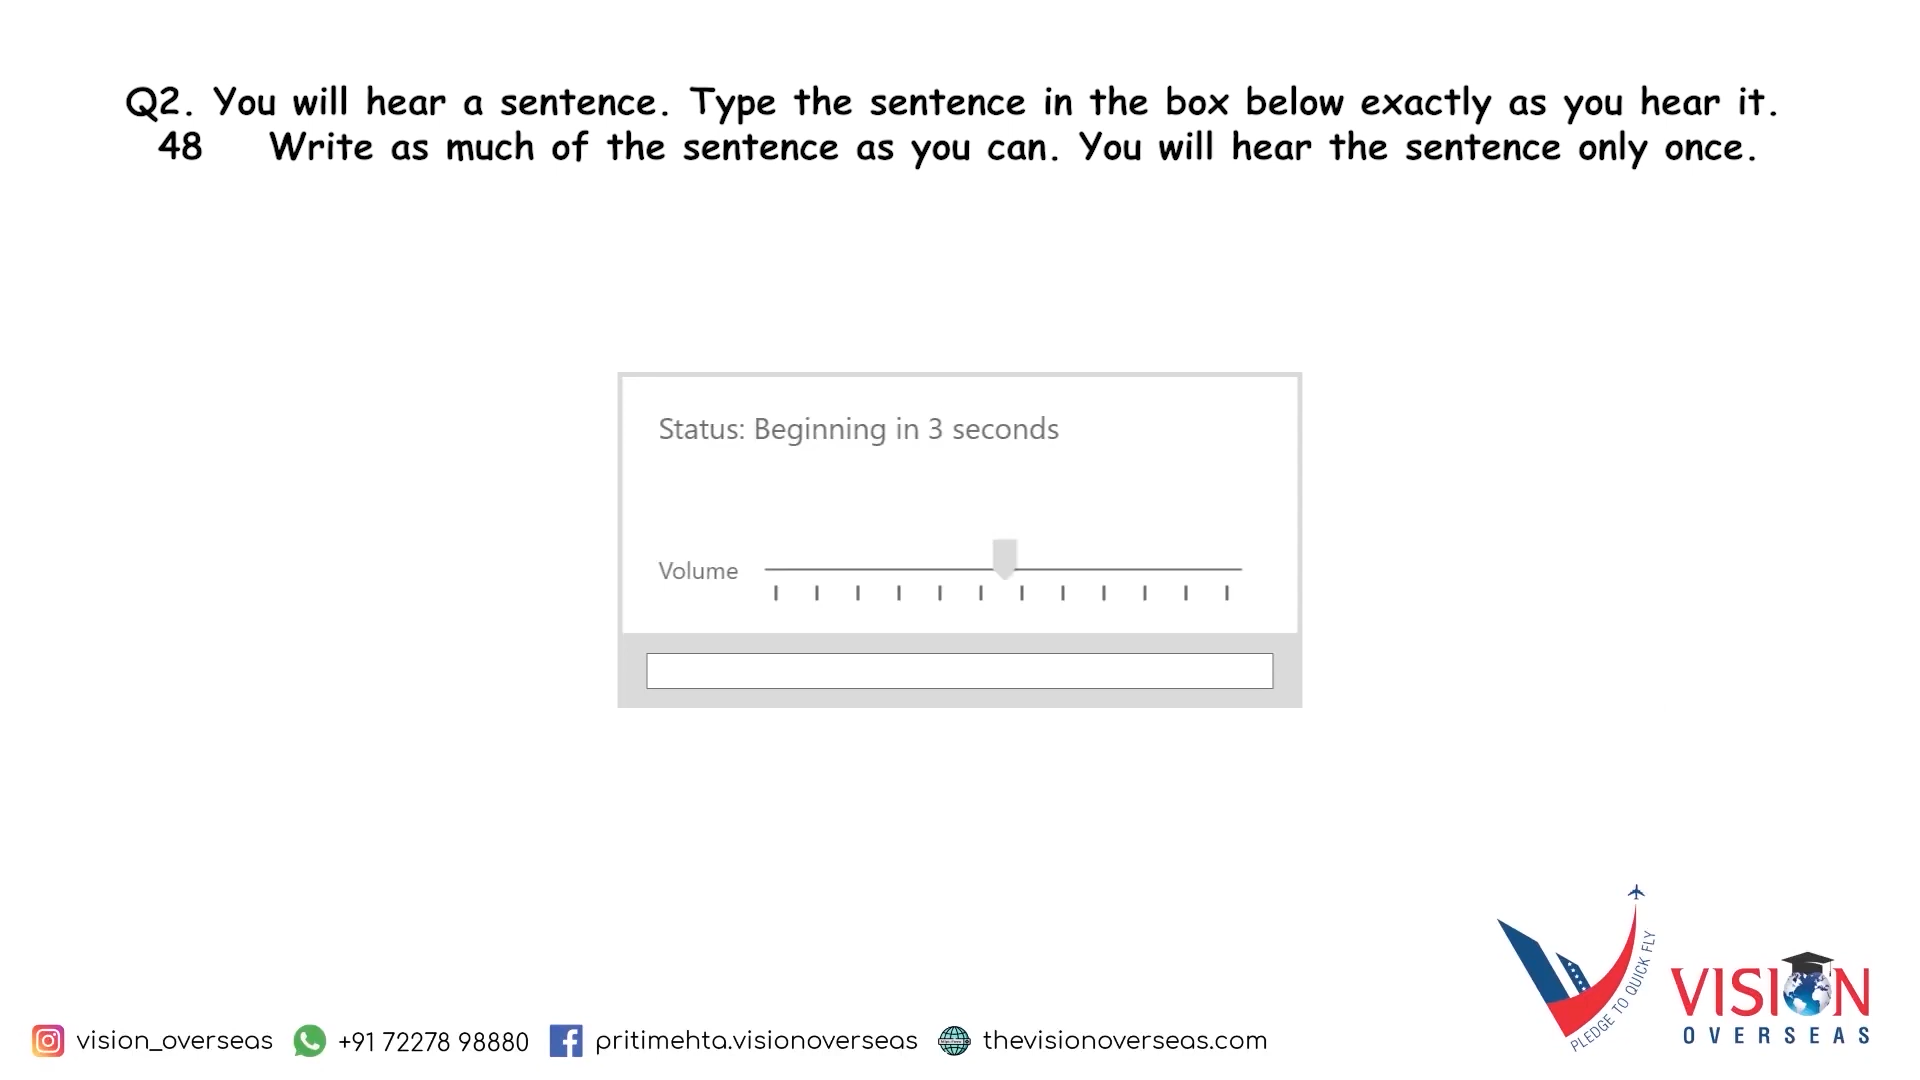 Q2. You will hear a sentence. Type the sentence in the box below exactly as you hear it.
48 Write as much of the sentence as you can. You will hear the sentence only once.
Status: Beginning in 3 seconds
Volume
PLEDGE TO QUICK FLY
VISION
OVERSEAS
vision_overseas +91 72278 98880 pritimehta.visionoverseas thevisionoverseas.com